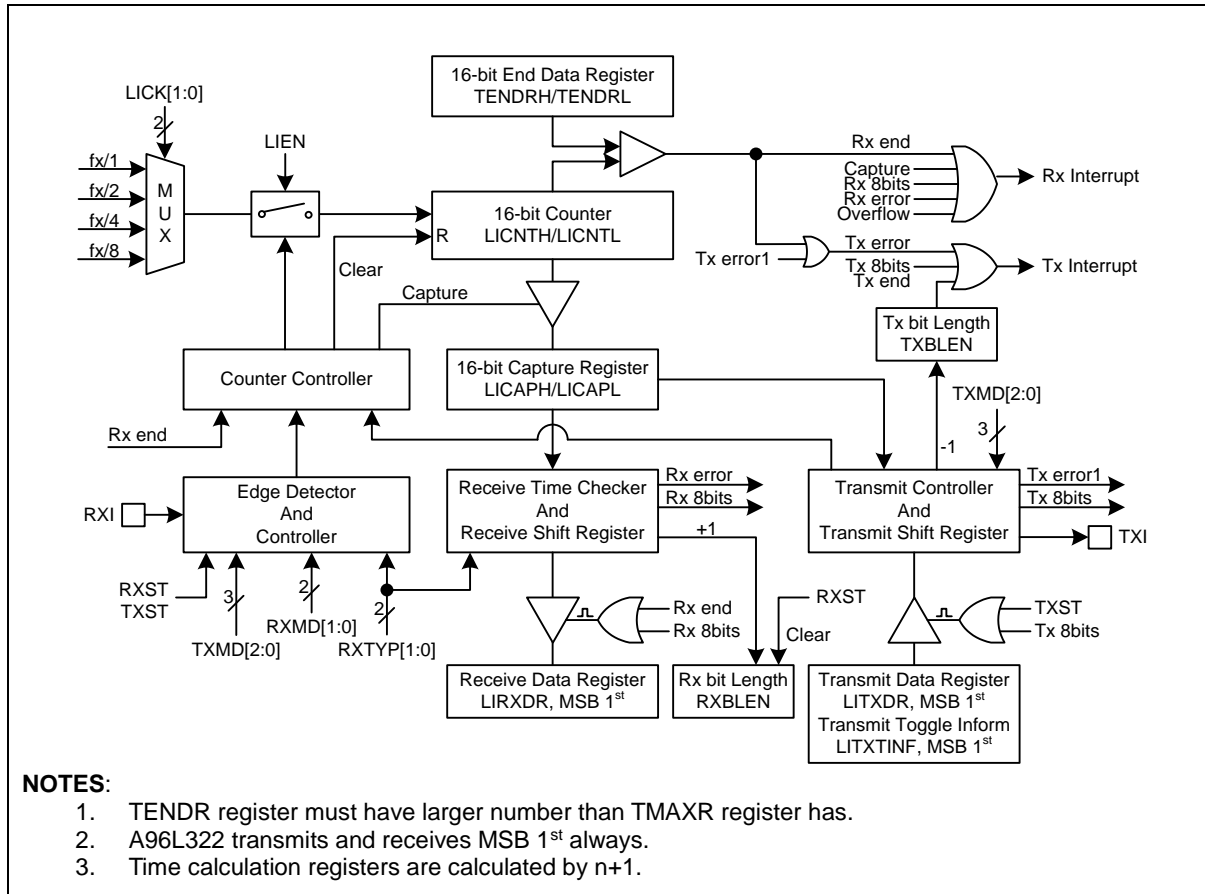 16-bit End Data Register
TENDRH/TENDRL
LICK[1:0]
2
LIEN
fx/1
fx/2
fx/4
fx/8
M
U
X
16-bit Counter
LICNTH/LICNTL
R
Rx end
Capture
Rx 8bits
Rx error
Overflow
Rx Interrupt
Tx error1
Tx error
Tx 8bits
Tx end
Tx Interrupt
Clear
Capture
Tx bit Length
TXBLEN
Counter Controller
16-bit Capture Register
LICAPH/LICAPL
TXMD[2:0]
3
-1
Rx end
Edge Detector
And
Controller
RXI
Receive Time Checker
And
Receive Shift Register
Rx error
Rx 8bits
+1
Transmit Controller
And
Transmit Shift Register
Tx error1
Tx 8bits
TXI
RXST
TXST
3
TXMD[2:0]
2
RXMD[1:0]
2
RXTYP[1:0]
Rx end
Rx 8bits
RXST
Clear
TXST
Tx 8bits
Receive Data Register
LIRXDR, MSB 1st
Rx bit Length
RXBLEN
Transmit Data Register
LITXDR, MSB 1st
Transmit Toggle Inform
LITXTINF, MSB 1st
NOTES:
1. TENDR register must have larger number than TMAXR register has.
2. A96L322 transmits and receives MSB 1st always.
3. Time calculation registers are calculated by n+1.